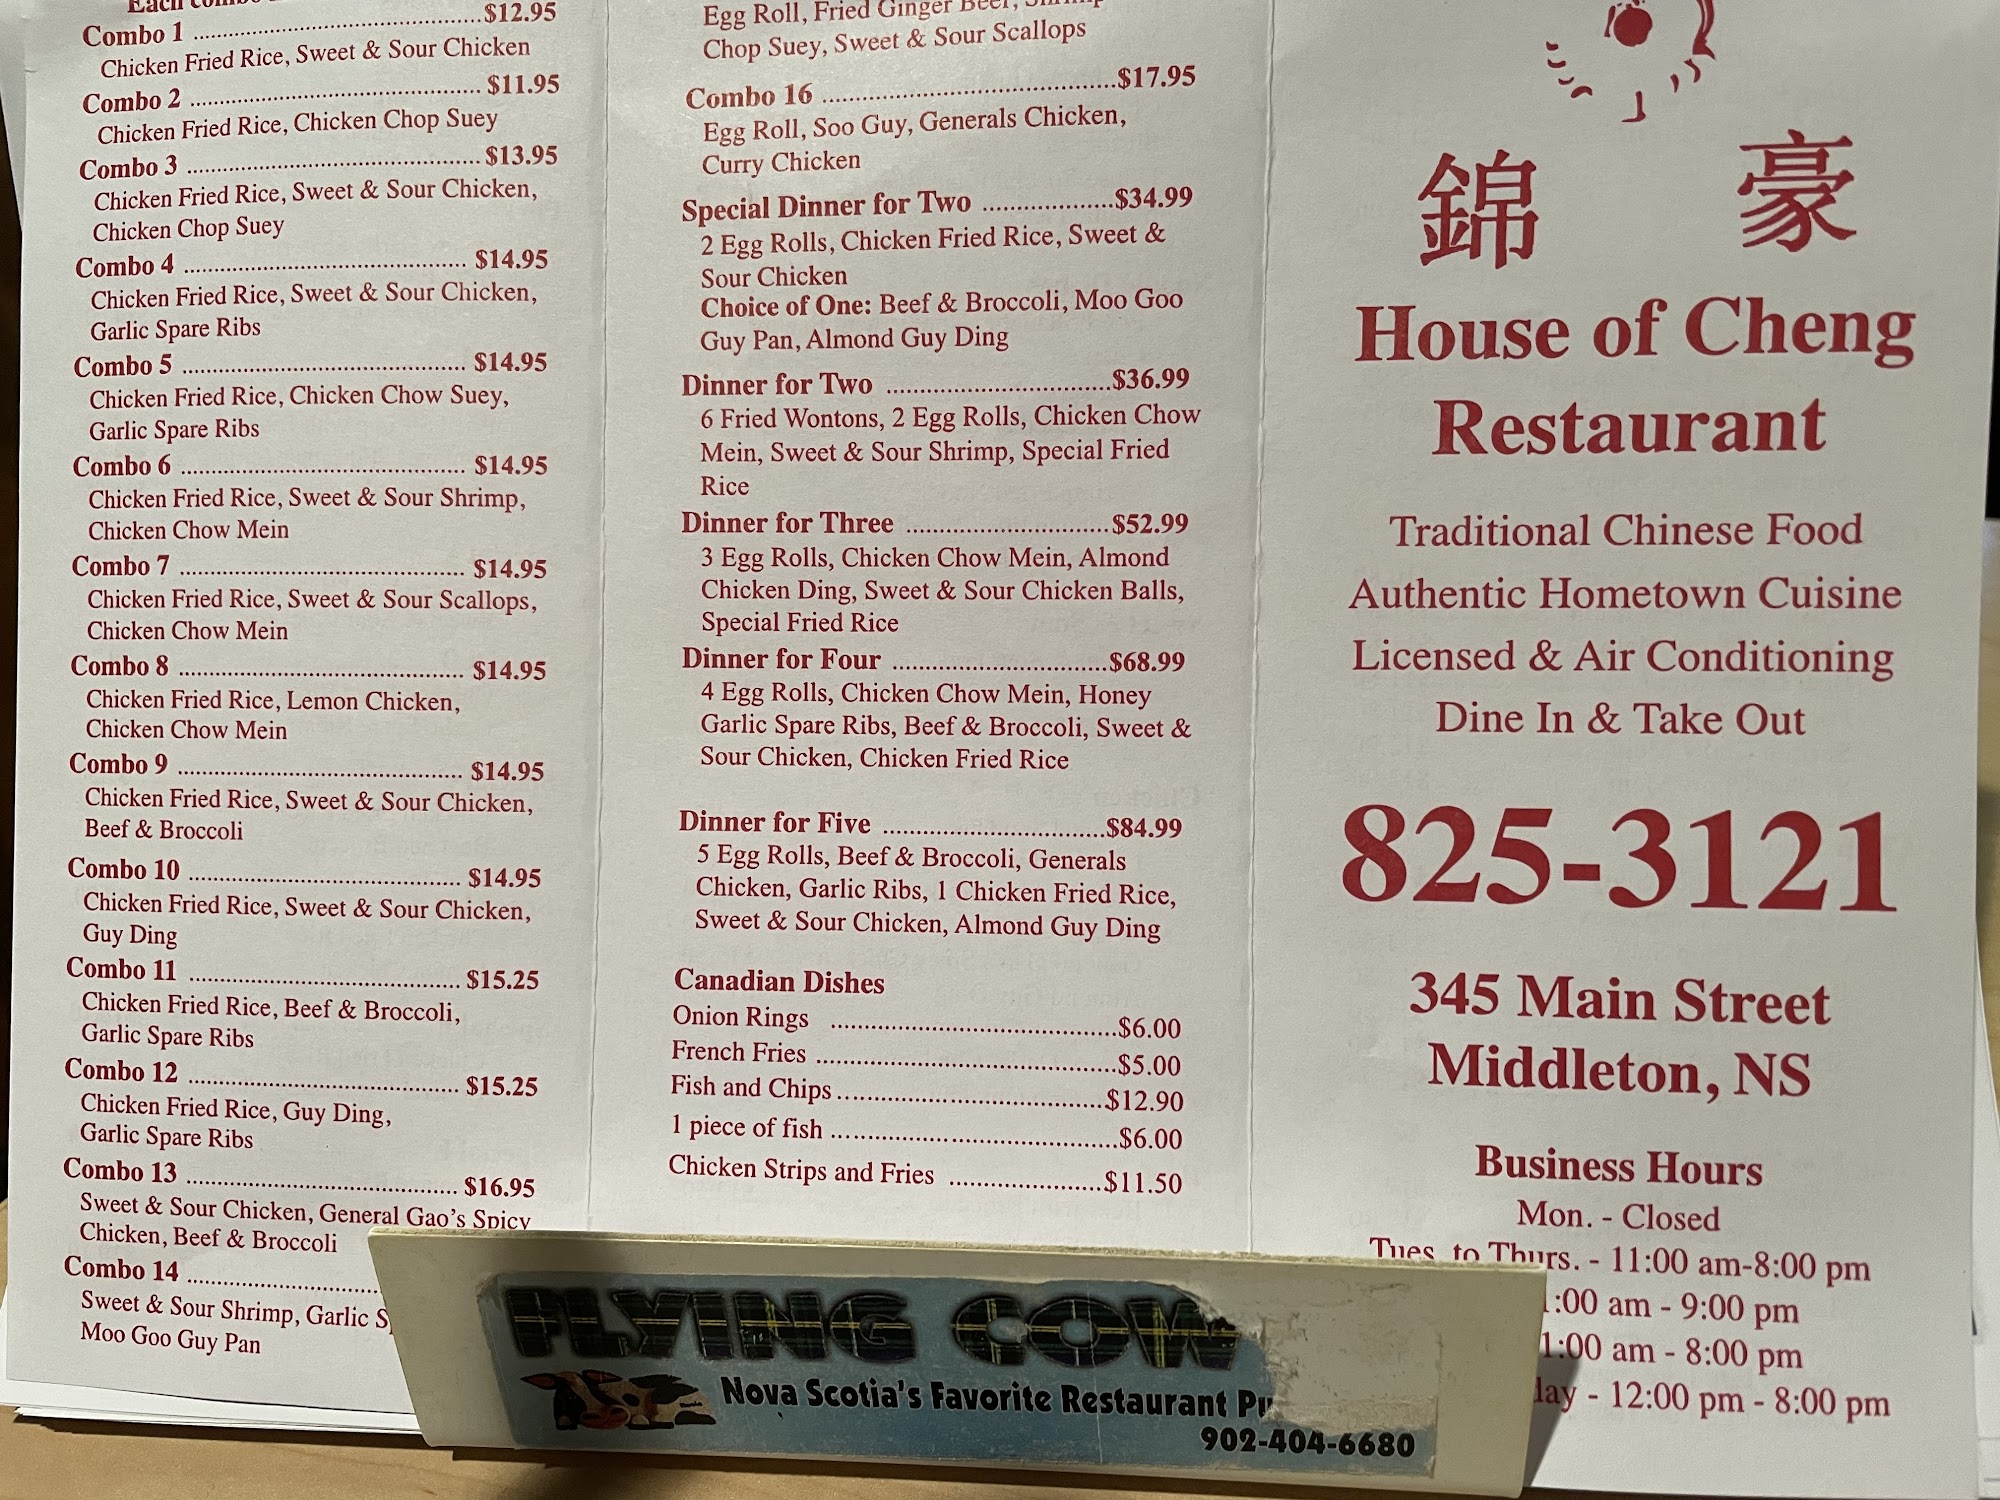 Each
Combo 1 ........ $12.95
Chicken Fried Rice, Sweet & Sour Chicken
Combo 2 ........ $11.95
Chicken Fried Rice, Chicken Chop Suey
Combo 3 ........ $13.95
Chicken Fried Rice, Sweet & Sour Chicken,
Chicken Chop Suey
Combo 4 ........ $14.95
Chicken Fried Rice, Sweet & Sour Chicken,
Garlic Spare Ribs
Combo 5 ........ $14.95
Chicken Fried Rice, Chicken Chow Suey,
Garlic Spare Ribs
Combo 6 ........ $14.95
Chicken Fried Rice, Sweet & Sour Shrimp,
Chicken Chow Mein
Combo 7 ........ $14.95
Chicken Fried Rice, Sweet & Sour Scallops,
Chicken Chow Mein
Combo 8 ........ $14.95
Chicken Fried Rice, Lemon Chicken,
Chicken Chow Mein
Combo 9 ........ $14.95
Chicken Fried Rice, Sweet & Sour Chicken,
Beef & Broccoli
Combo 10 ........ $14.95
Chicken Fried Rice, Sweet & Sour Chicken,
Guy Ding
Combo 11 ........ $15.25
Chicken Fried Rice, Beef & Broccoli,
Garlic Spare Ribs
Combo 12 ........ $15.25
Chicken Fried Rice, Guy Ding,
Garlic Spare Ribs
Combo 13 ........ $16.95
Sweet & Sour Chicken, General Gao's Spicy
Chicken, Beef & Broccoli
Combo 14 ........
Sweet & Sour Shrimp, Garlic
Moo Goo Guy Pan
Egg Roll, Fried Ginger Beef,
Chop Suey, Sweet & Sour Scallops
Combo 16 ........ $17.95
Egg Roll, Soo Guy, Generals Chicken,
Curry Chicken
Special Dinner for Two ........ $34.99
2 Egg Rolls, Chicken Fried Rice, Sweet &
Sour Chicken
Choice of One: Beef & Broccoli, Moo Goo
Guy Pan, Almond Guy Ding
Dinner for Two ........ $36.99
6 Fried Wontons, 2 Egg Rolls, Chicken Chow
Mein, Sweet & Sour Shrimp, Special Fried
Rice
Dinner for Three ........ $52.99
3 Egg Rolls, Chicken Chow Mein, Almond
Chicken Ding, Sweet & Sour Chicken Balls,
Special Fried Rice
Dinner for Four ........ $68.99
4 Egg Rolls, Chicken Chow Mein, Honey
Garlic Spare Ribs, Beef & Broccoli, Sweet &
Sour Chicken, Chicken Fried Rice
Dinner for Five ........ $84.99
5 Egg Rolls, Beef & Broccoli, Generals
Chicken, Garlic Ribs, 1 Chicken Fried Rice,
Sweet & Sour Chicken, Almond Guy Ding
Canadian Dishes
Onion Rings ........ $6.00
French Fries ........ $5.00
Fish and Chips ........ $12.90
1 piece of fish ........ $6.00
Chicken Strips and Fries ........ $11.50
錦 豪
House of Cheng
Restaurant
Traditional Chinese Food
Authentic Hometown Cuisine
Licensed & Air Conditioning
Dine In & Take Out
825-3121
345 Main Street
Middleton, NS
Business Hours
Mon. - Closed
Tues. to Thurs. - 11:00 am-8:00 pm
:00 am - 9:00 pm
1:00 am - 8:00 pm
- 12:00 pm - 8:00 pm
FLYING COW
Nova Scotia's Favorite Restaurant
902-404-6680